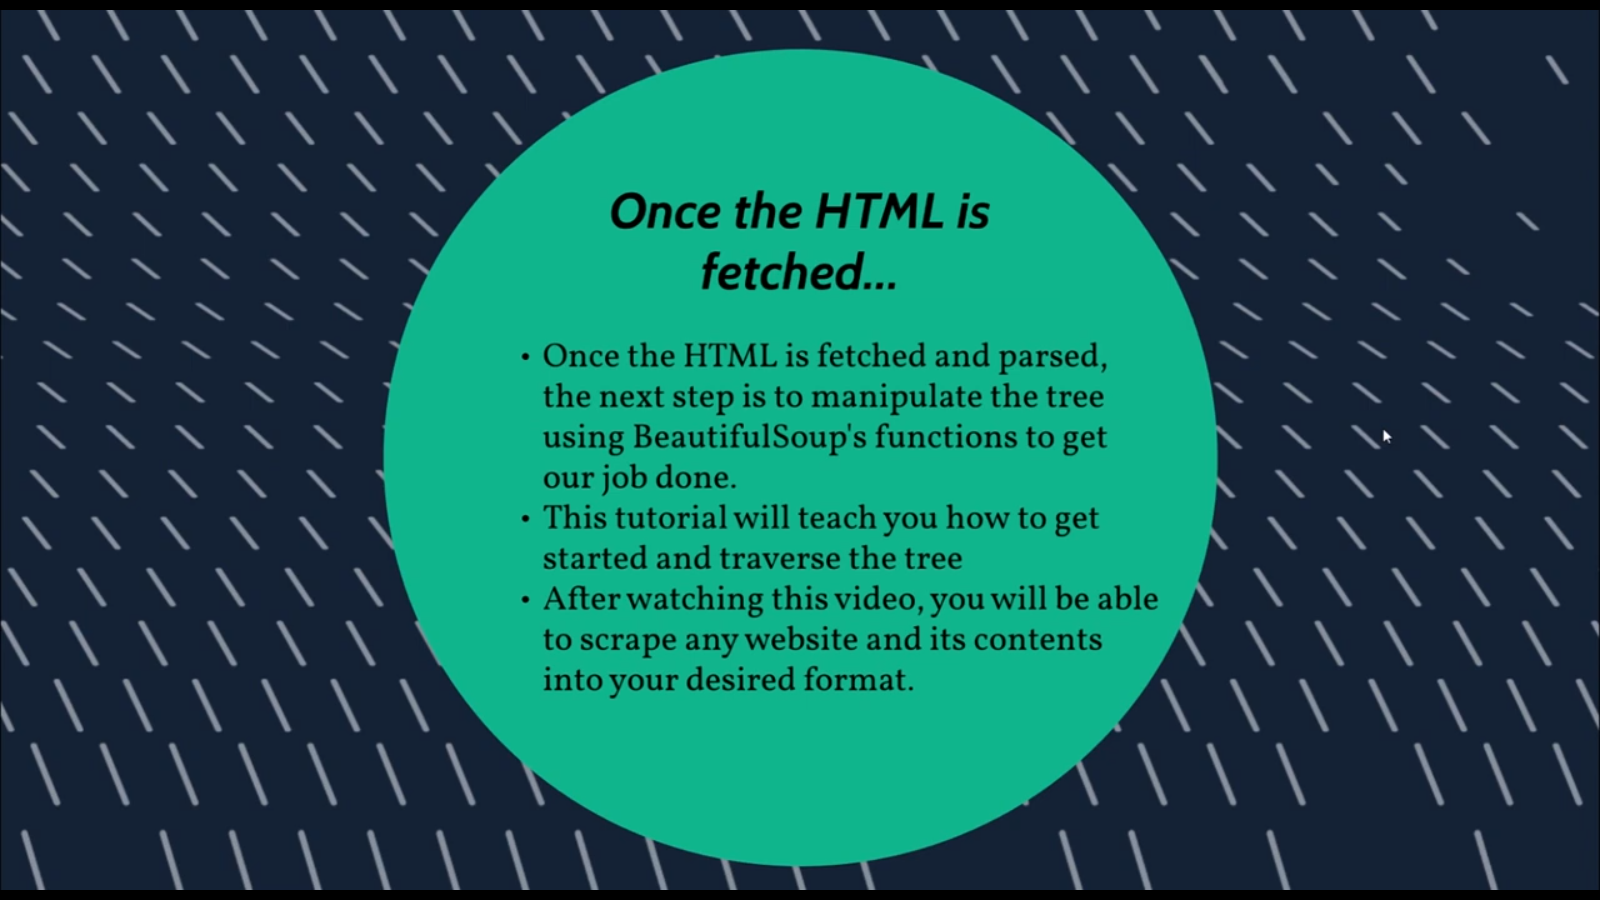 Once the HTML is
fetched...
• Once the HTML is fetched and parsed,
the next step is to manipulate the tree
using BeautifulSoup's functions to get
our job done.
• This tutorial will teach you how to get
started and traverse the tree
• After watching this video, you will be able
to scrape any website and its contents
into your desired format.